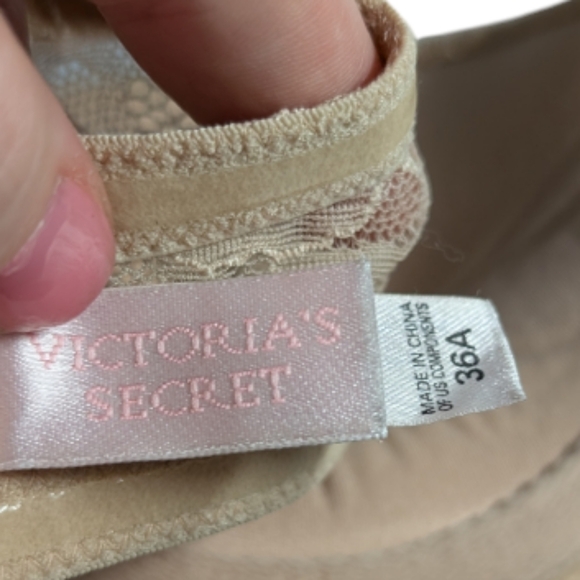 VICTORIA'S
SECRET
MADE IN CHINA
OF US COMPONENTS
36A